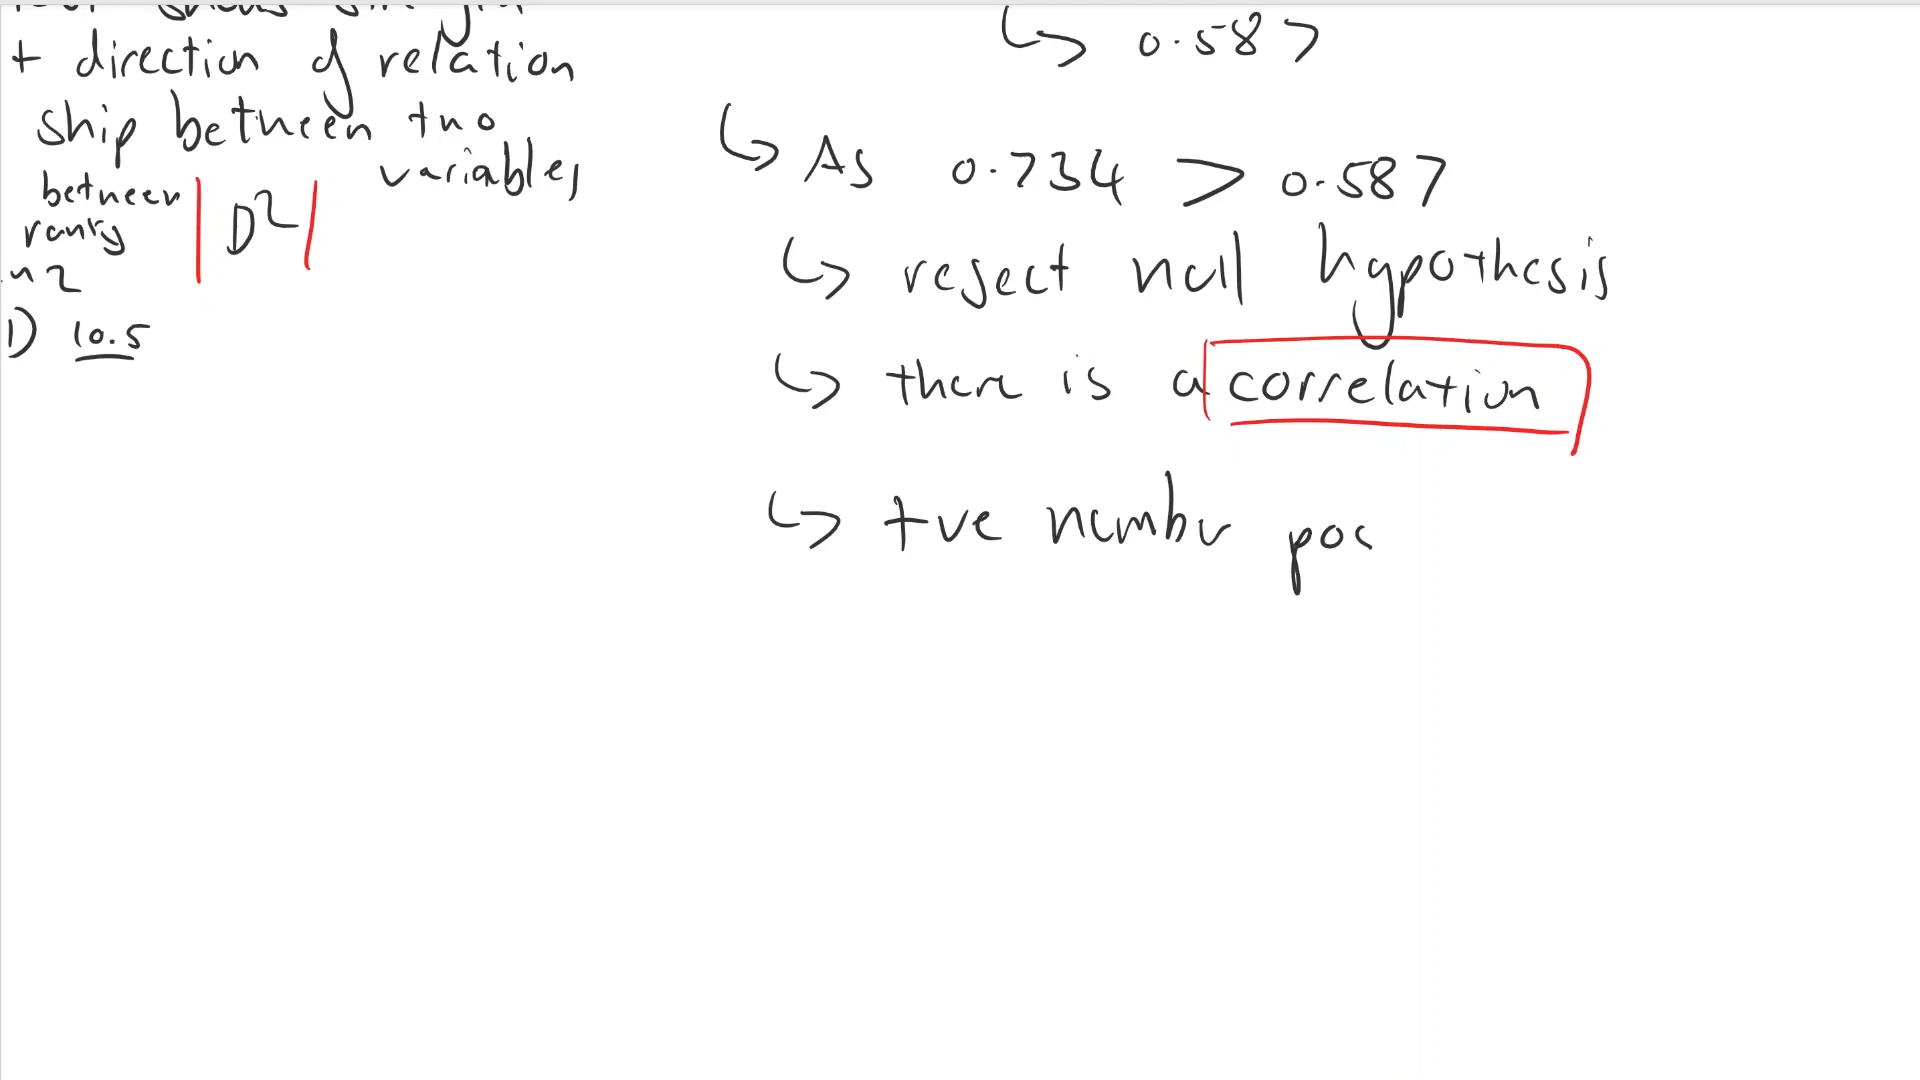 + direction of relation
ship between two
variables
between
ranks
D²
n 2
1) 10.5
↳ 0.587
↳ As 0.734 > 0.587
↳ reject null hypothesis
↳ there is a correlation
↳ +ve number pos